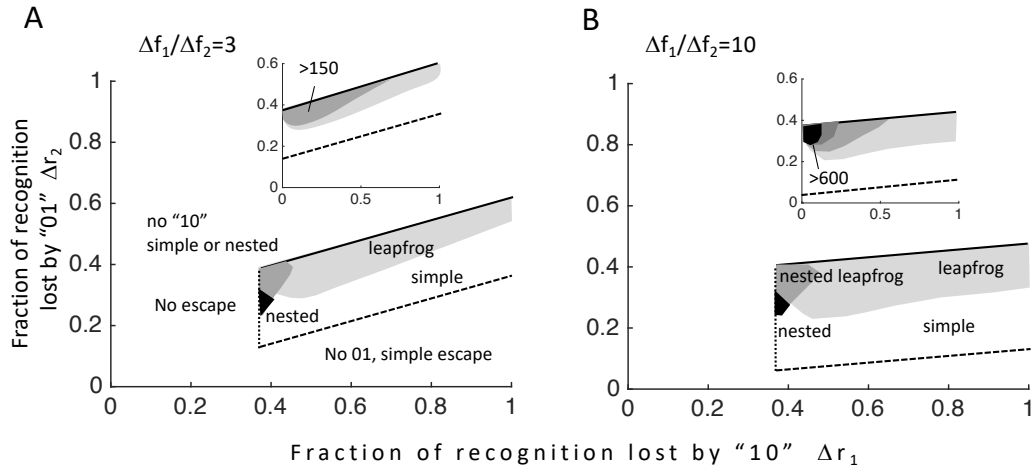 A
Δf₁/Δf₂=3
Fraction of recognition
lost by "01" Δr₂
1
0.8
0.6
0.4
0.2
0
0 0.2 0.4 0.6 0.8 1
0.6
0.4
0.2
0
0 0.5 1
>150
no "10"
simple or nested
leapfrog
simple
No escape
nested
No 01, simple escape
B
Δf₁/Δf₂=10
1
0.8
0.6
0.4
0.2
0
0 0.2 0.4 0.6 0.8 1
0.6
0.4
0.2
0
0 0.5 1
>600
nested leapfrog
leapfrog
nested
simple
Fraction of recognition lost by "10" Δr₁